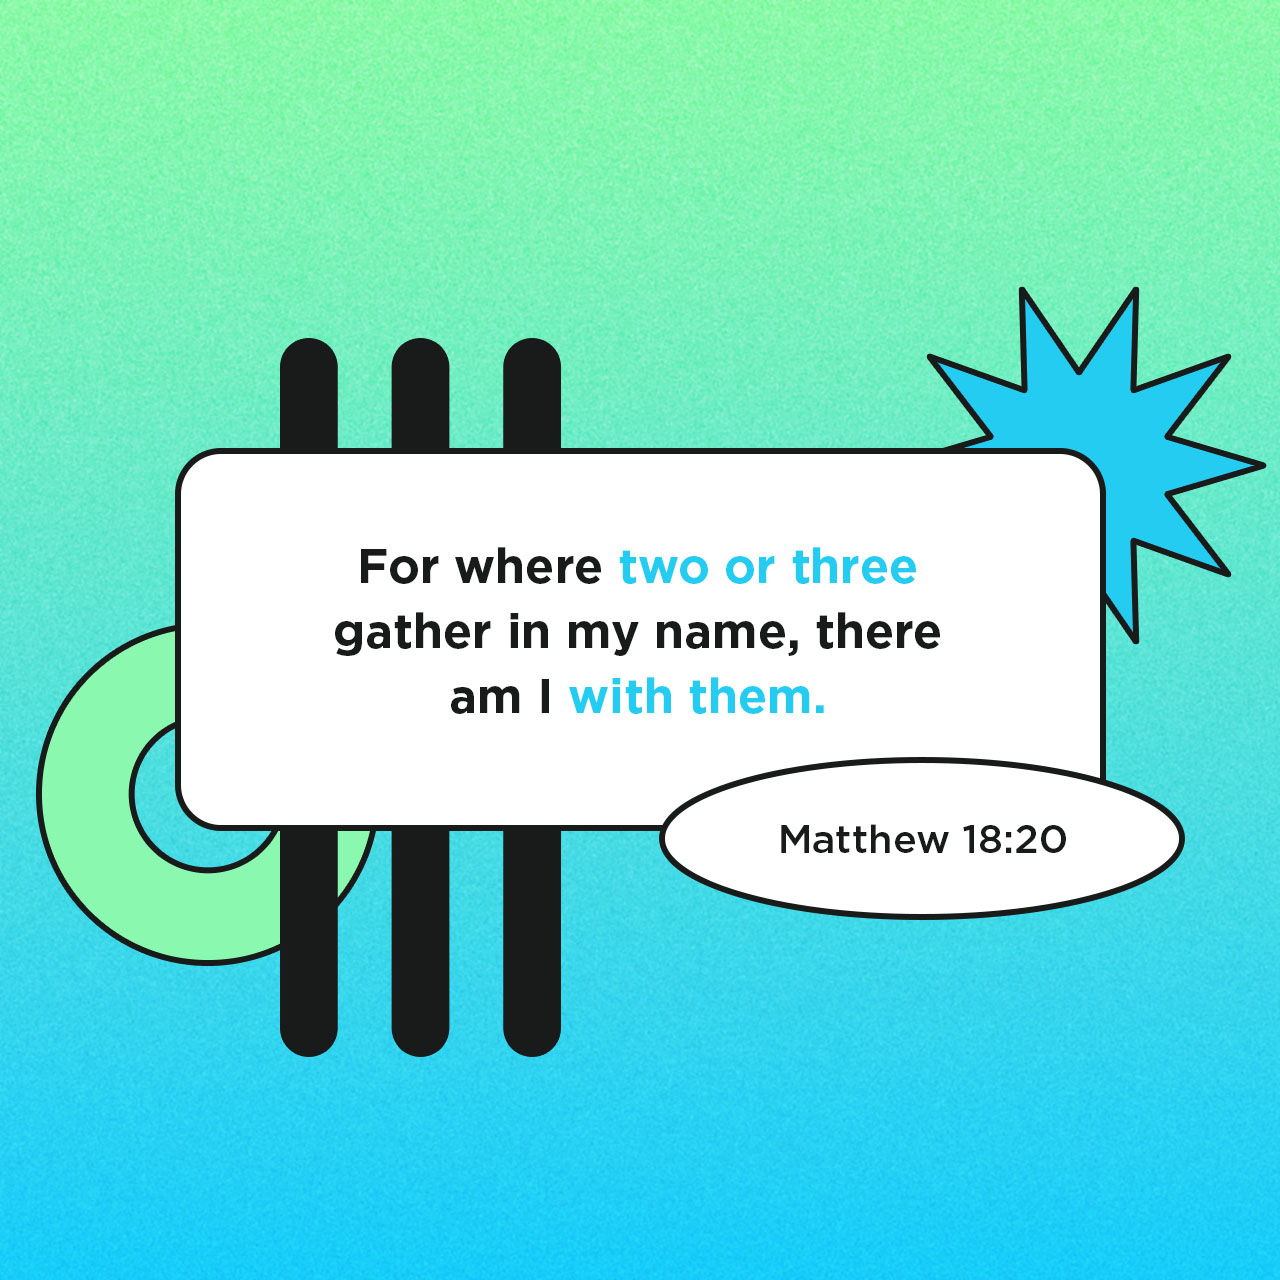 For where two or three
gather in my name, there
am I with them.
Matthew 18:20